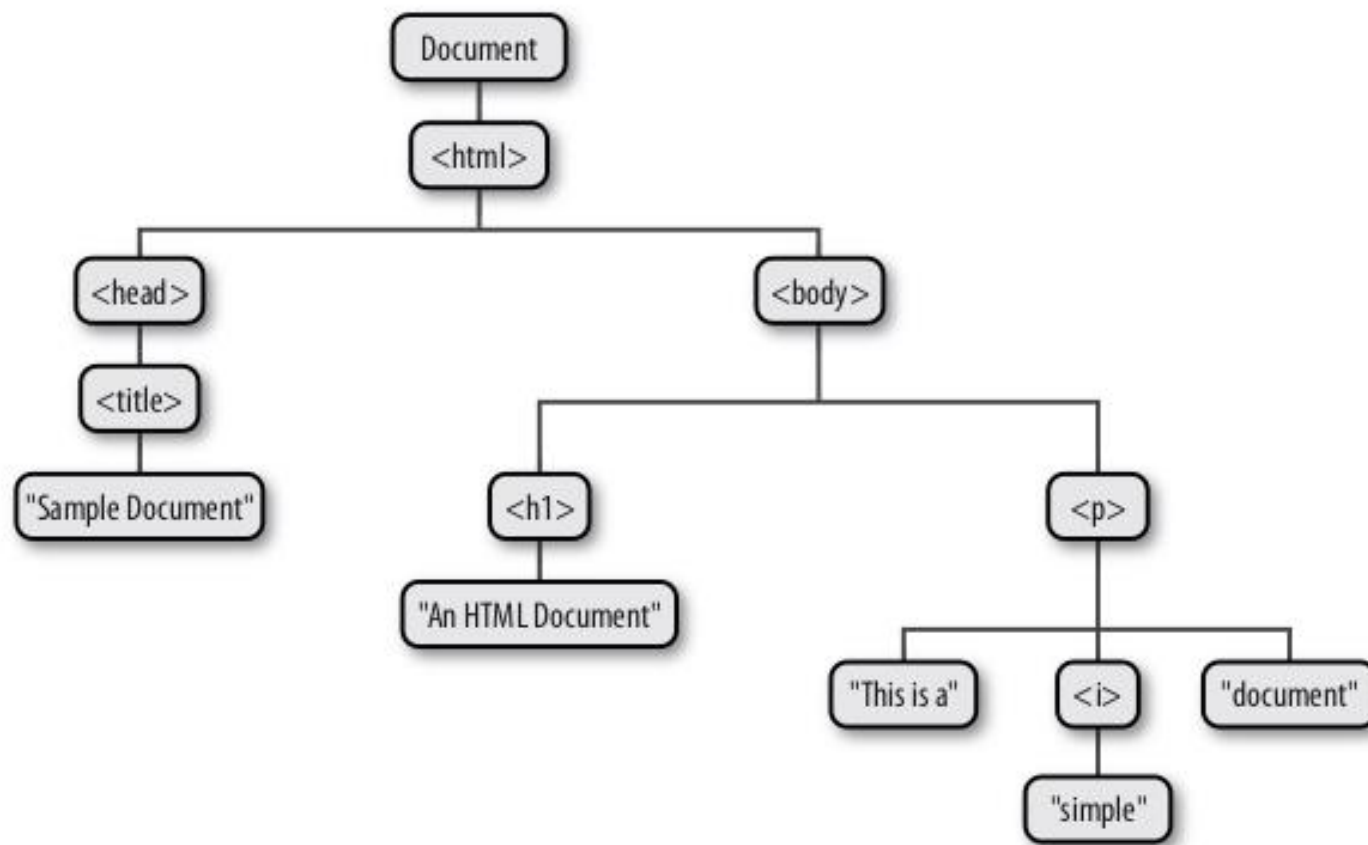 Document
<html>
<head>
<body>
<title>
"Sample Document"
<h1>
<p>
"An HTML Document"
"This is a"
<i>
"document"
"simple"